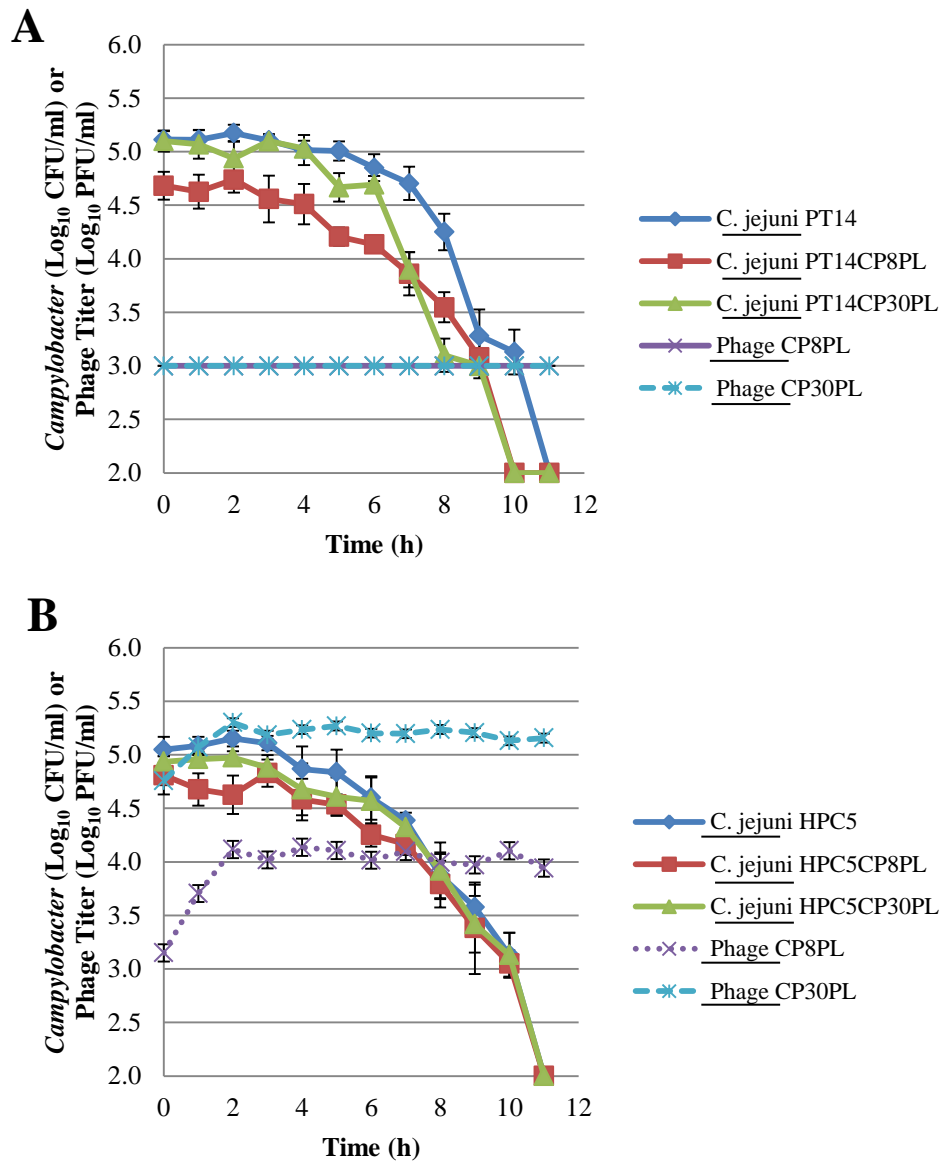 A
Campylobacter (Log10 CFU/ml) or
Phage Titer (Log10 PFU/ml)
6.0
5.5
5.0
4.5
4.0
3.5
3.0
2.5
2.0
0
2
4
6
8
10
12
Time (h)
C. jejuni PT14
C. jejuni PT14CP8PL
C. jejuni PT14CP30PL
Phage CP8PL
Phage CP30PL
B
Campylobacter (Log10 CFU/ml) or
Phage Titer (Log10 PFU/ml)
6.0
5.5
5.0
4.5
4.0
3.5
3.0
2.5
2.0
0
2
4
6
8
10
12
Time (h)
C. jejuni HPC5
C. jejuni HPC5CP8PL
C. jejuni HPC5CP30PL
Phage CP8PL
Phage CP30PL